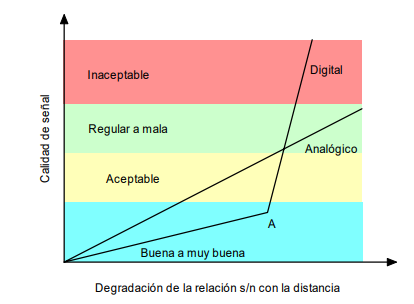 Inaceptable
Digital
Regular a mala
Analógico
Aceptable
A
Buena a muy buena
Calidad de señal
Degradación de la relación s/n con la distancia